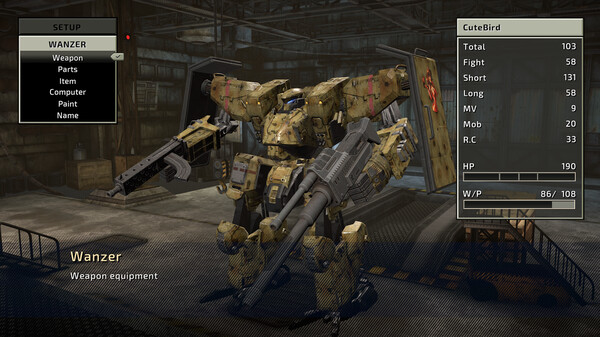 SETUP
WANZER
Weapon
Parts
Item
Computer
Paint
Name
CuteBird
Total 103
Fight 58
Short 131
Long 58
MV 9
Mob 20
R.C 33
HP 190
W/P 86/ 108
Wanzer
Weapon equipment